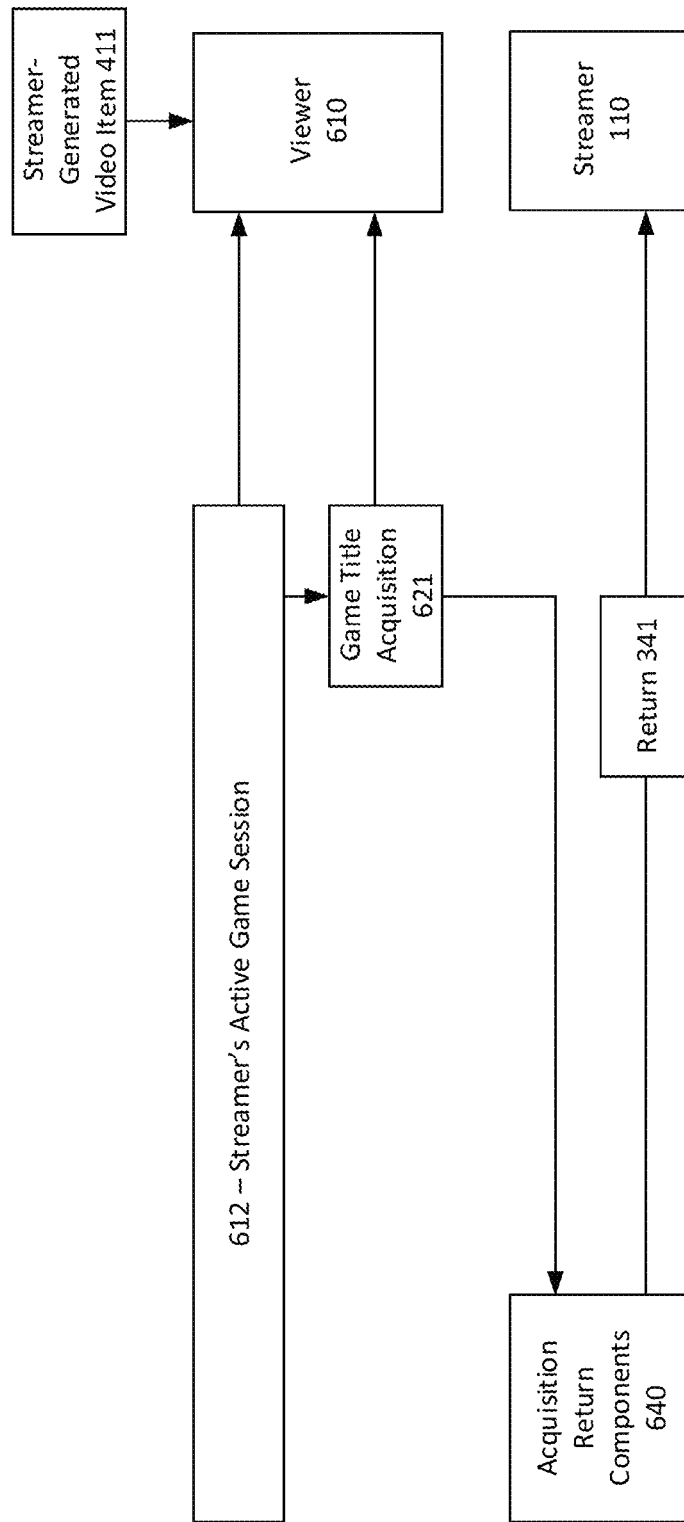 Streamer-
Generated
Video Item 411
Viewer
610
Streamer
110
612 – Streamer's Active Game Session
Game Title
Acquisition
621
Return 341
Acquisition
Return
Components
640